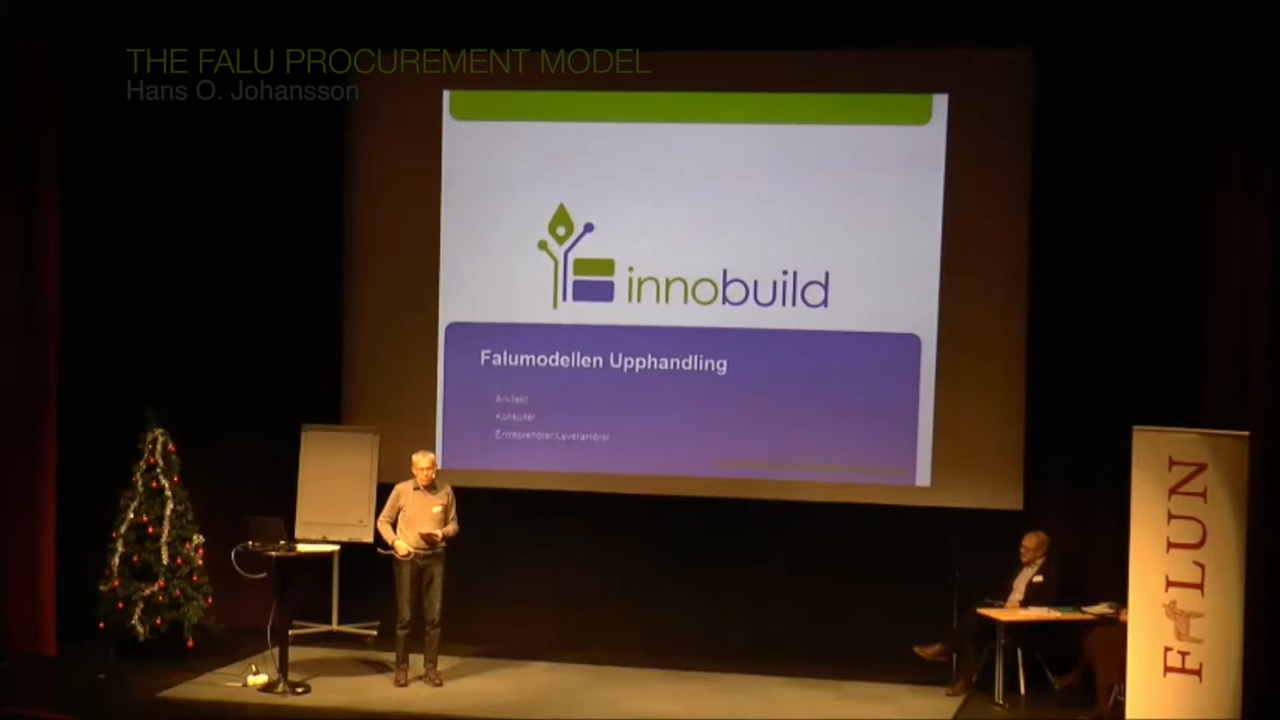 THE FALU PROCUREMENT MODEL
Hans O. Johansson
innobuild
Falumodellen Upphandling
Arkitekt
Konsulter
Entreprenörer/Leverantörer
FALUN